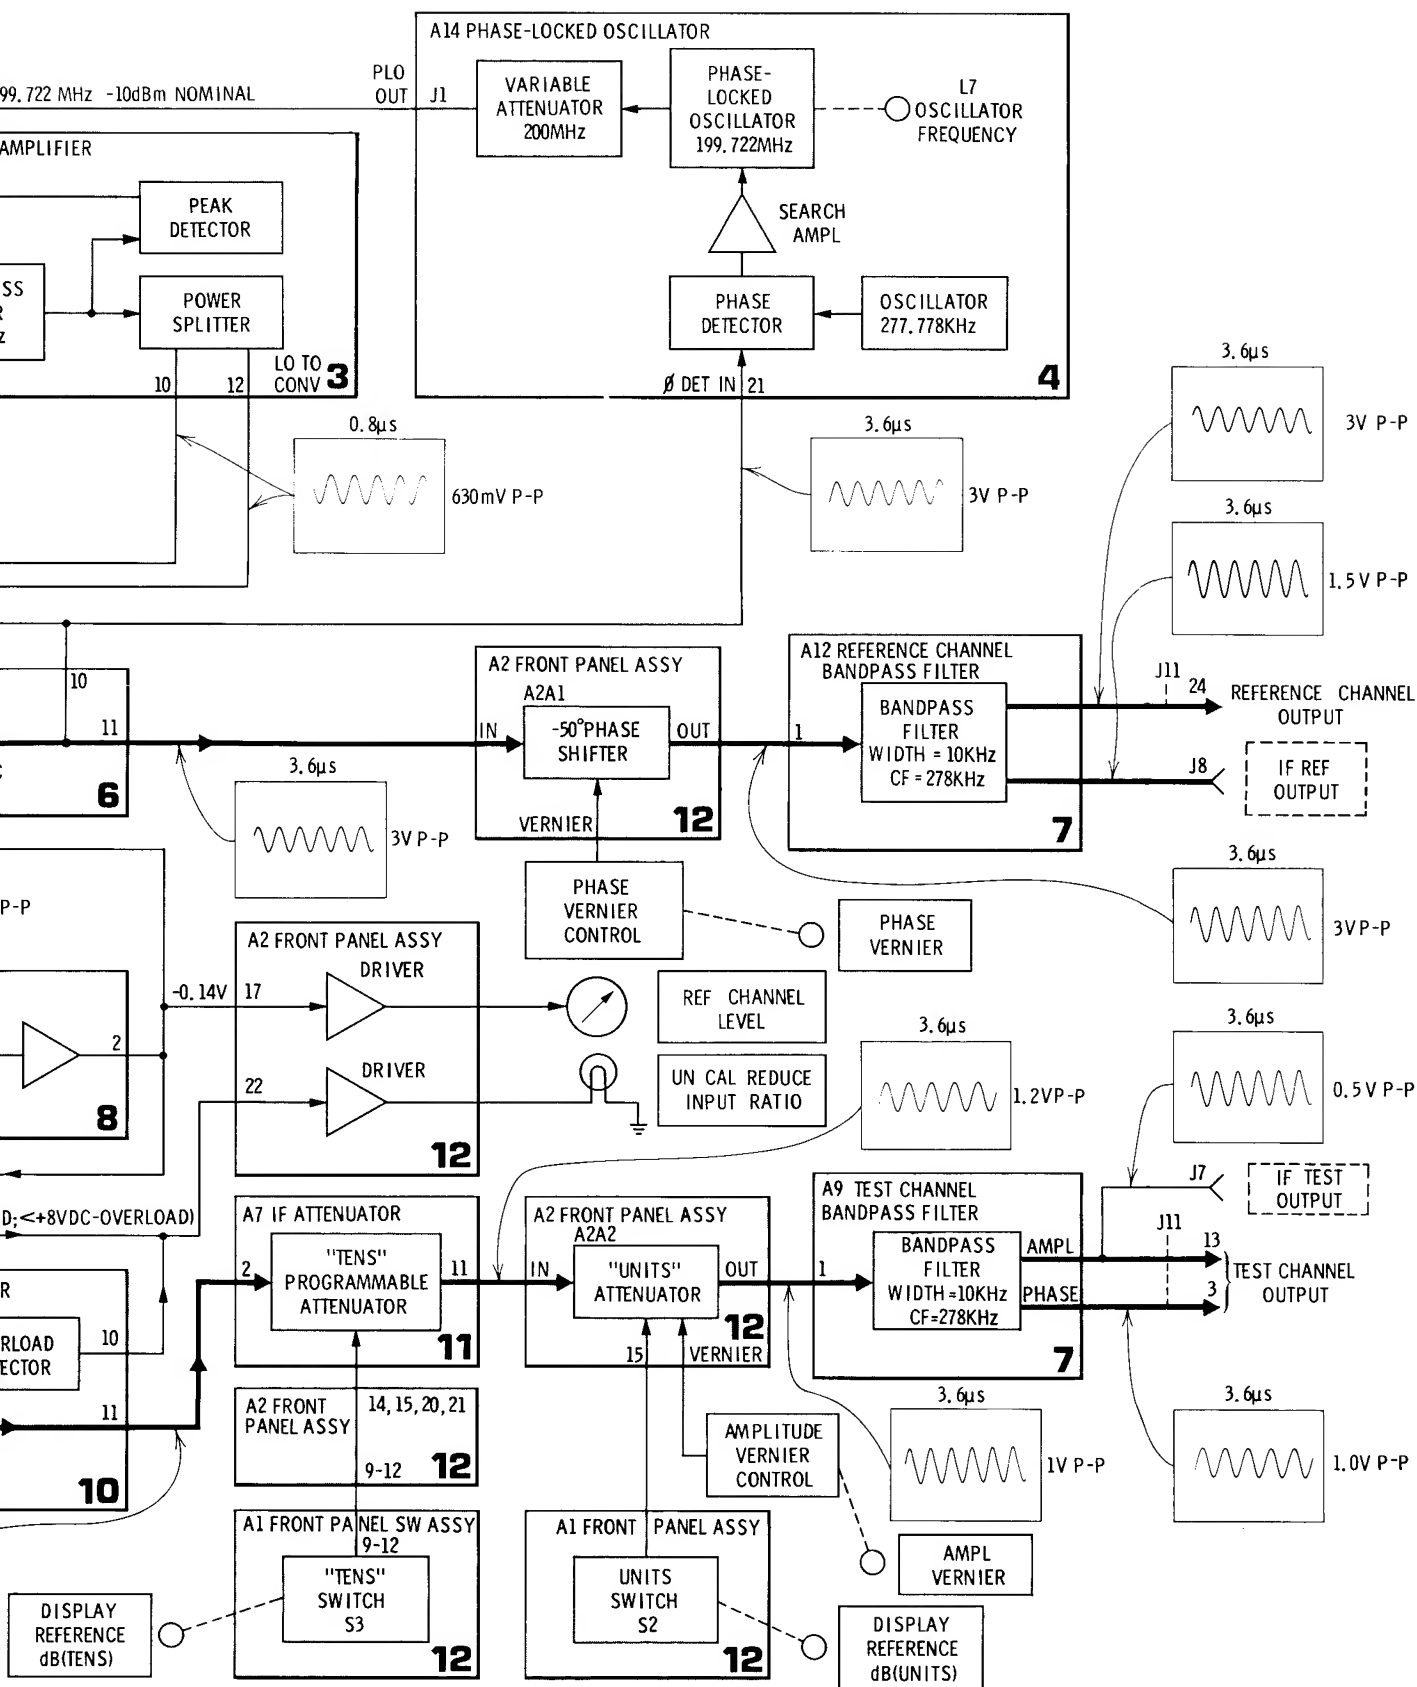 A14 PHASE-LOCKED OSCILLATOR
PLO
OUT
J1
99.722 MHz -10dBm NOMINAL
VARIABLE
ATTENUATOR
200MHz
PHASE-
LOCKED
OSCILLATOR
199.722MHz
L7
OSCILLATOR
FREQUENCY
SEARCH
AMPL
PHASE
DETECTOR
OSCILLATOR
277.778KHz
Ø DET IN
21
4
AMPLIFIER
PEAK
DETECTOR
SS
R
z
POWER
SPLITTER
10
12
LO TO
CONV
3
0.8µs
630mV P-P
3.6µs
3V P-P
3.6µs
3V P-P
3.6µs
1.5V P-P
10
11
6
C
3.6µs
3V P-P
A2 FRONT PANEL ASSY
A2A1
IN
-50°PHASE
SHIFTER
OUT
VERNIER
12
PHASE
VERNIER
CONTROL
PHASE
VERNIER
A12 REFERENCE CHANNEL
BANDPASS FILTER
1
BANDPASS
FILTER
WIDTH = 10KHz
CF = 278KHz
7
J11
24
REFERENCE CHANNEL
OUTPUT
J8
IF REF
OUTPUT
3.6µs
3VP-P
P-P
2
8
-0.14V
A2 FRONT PANEL ASSY
17
DRIVER
22
DRIVER
12
REF CHANNEL
LEVEL
UN CAL REDUCE
INPUT RATIO
3.6µs
1.2VP-P
3.6µs
0.5V P-P
D;<+8VDC-OVERLOAD)
R
RLOAD
ECTOR
10
11
10
A7 IF ATTENUATOR
2
"TENS"
PROGRAMMABLE
ATTENUATOR
11
11
A2 FRONT PANEL ASSY
A2A2
IN
"UNITS"
ATTENUATOR
OUT
12
15
VERNIER
A9 TEST CHANNEL
BANDPASS FILTER
1
BANDPASS
FILTER
WIDTH=10KHz
CF=278KHz
AMPL
PHASE
7
J7
IF TEST
OUTPUT
J11
13
3
TEST CHANNEL
OUTPUT
A2 FRONT
PANEL ASSY
14,15,20,21
9-12
12
AMPLITUDE
VERNIER
CONTROL
3.6µs
1V P-P
3.6µs
1.0V P-P
A1 FRONT PANEL SW ASSY
9-12
"TENS"
SWITCH
S3
12
DISPLAY
REFERENCE
dB(TENS)
A1 FRONT PANEL ASSY
UNITS
SWITCH
S2
12
AMPL
VERNIER
DISPLAY
REFERENCE
dB(UNITS)